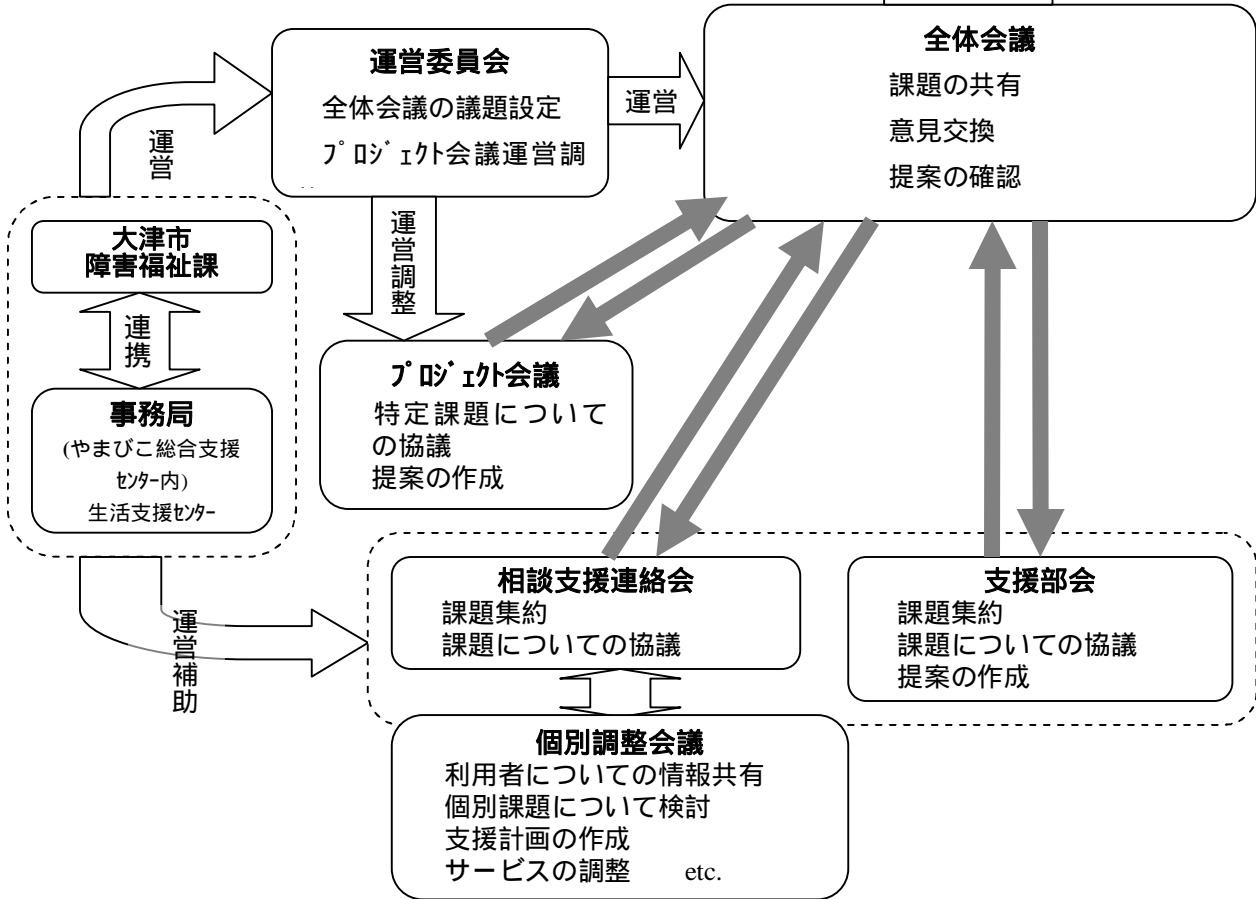 全体会議
課題の共有
意見交換
提案の確認
運営委員会
全体会議の議題設定
プロジェクト会議運営調
運営
運営
運営調整
大津市
障害福祉課
連携
事務局
(やまびこ総合支援
センター内)
生活支援センター
プロジェクト会議
特定課題について
の協議
提案の作成
運営補助
相談支援連絡会
課題集約
課題についての協議
支援部会
課題集約
課題についての協議
提案の作成
個別調整会議
利用者についての情報共有
個別課題について検討
支援計画の作成
サービスの調整 etc.